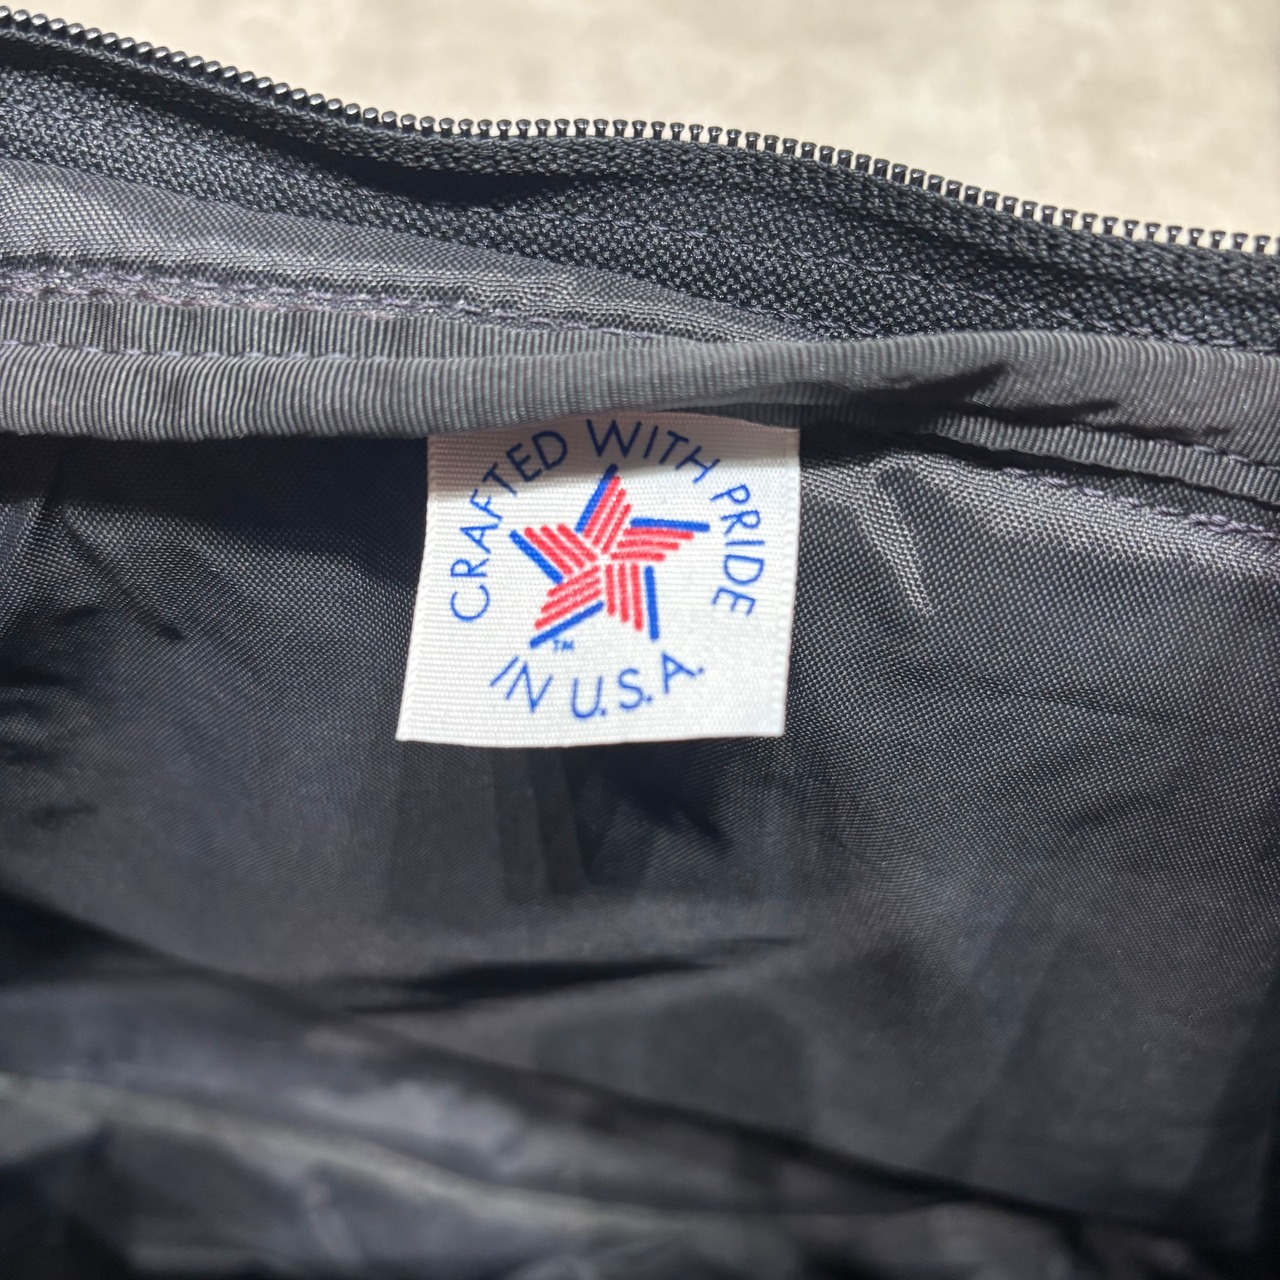 CRAFTED WITH PRIDE
™
IN U.S.A.